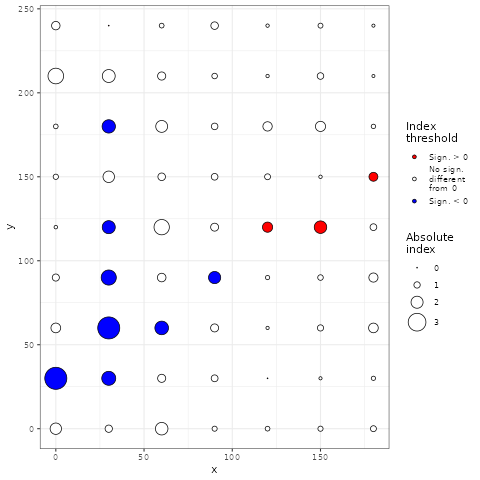 250
200
150
100
50
0
y
0
50
100
150
x
Index
threshold
Sign. > 0
No sign.
different
from 0
Sign. < 0
Absolute
index
0
1
2
3